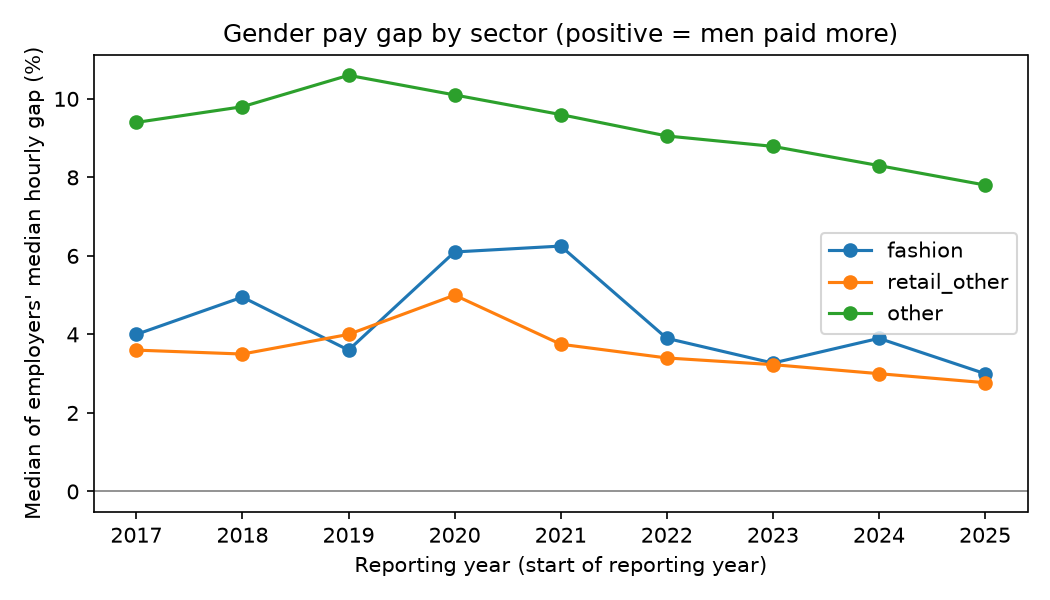 Gender pay gap by sector (positive = men paid more)
Median of employers' median hourly gap (%)
10
8
6
4
2
0
fashion
retail_other
other
2017 2018 2019 2020 2021 2022 2023 2024 2025
Reporting year (start of reporting year)